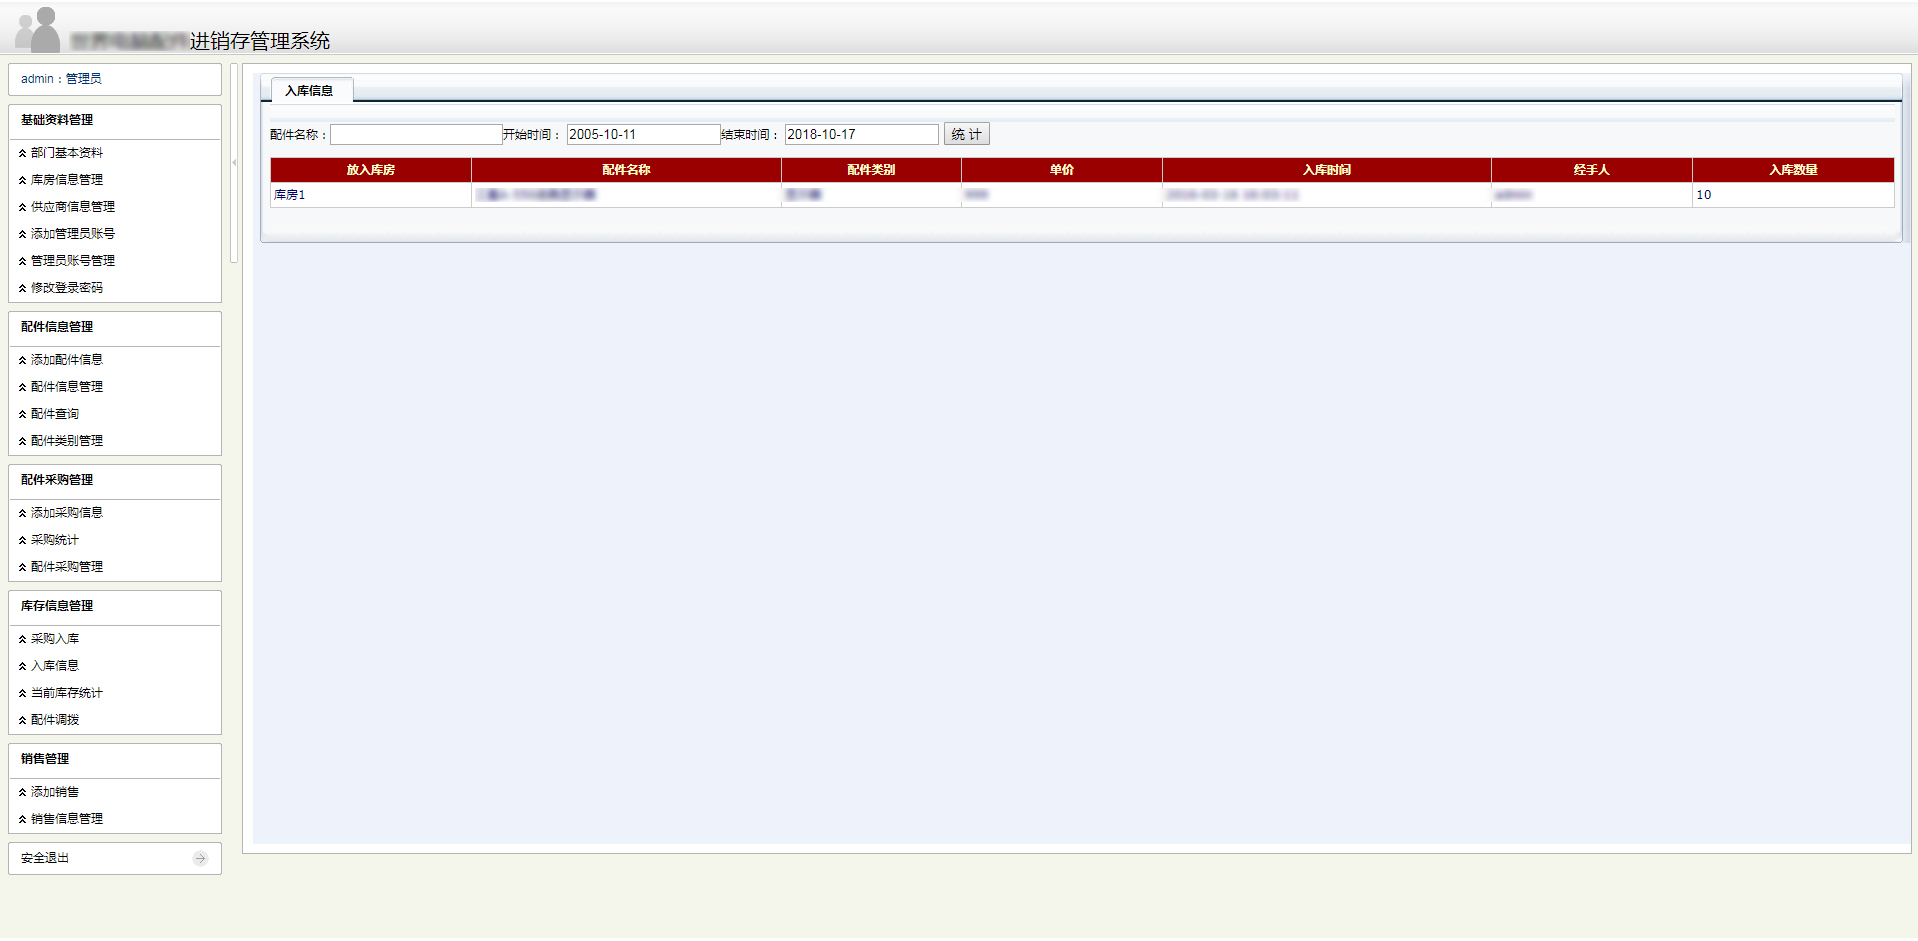 进销存管理系统
admin：管理员
基础资料管理
部门基本资料
库房信息管理
供应商信息管理
添加管理员账号
管理员账号管理
修改登录密码
配件信息管理
添加配件信息
配件信息管理
配件查询
配件类别管理
配件采购管理
添加采购信息
采购统计
配件采购管理
库存信息管理
采购入库
入库信息
当前库存统计
配件调拨
销售管理
添加销售
销售信息管理
安全退出
入库信息
配件名称： 开始时间： 2005-10-11 结束时间： 2018-10-17 统 计
放入库房 配件名称 配件类别 单价 入库时间 经手人 入库数量
库房1 10